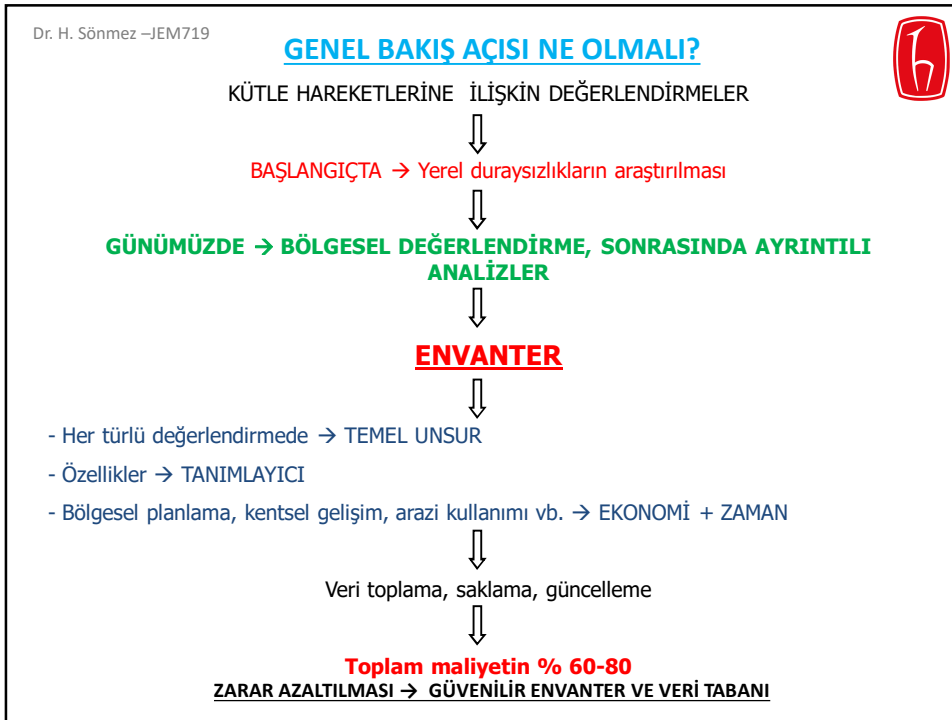 Dr. H. Sönmez –JEM719
GENEL BAKIŞ AÇISI NE OLMALI?
KÜTLE HAREKETLERİNE İLİŞKİN DEĞERLENDİRMELER
BAŞLANGIÇTA → Yerel duraysızlıkların araştırılması
GÜNÜMÜZDE → BÖLGESEL DEĞERLENDİRME, SONRASINDA AYRINTILI
ANALİZLER
ENVANTER
- Her türlü değerlendirmede → TEMEL UNSUR
- Özellikler → TANIMLAYICI
- Bölgesel planlama, kentsel gelişim, arazi kullanımı vb. → EKONOMİ + ZAMAN
Veri toplama, saklama, güncelleme
Toplam maliyetin % 60-80
ZARAR AZALTILMASI → GÜVENİLİR ENVANTER VE VERİ TABANI